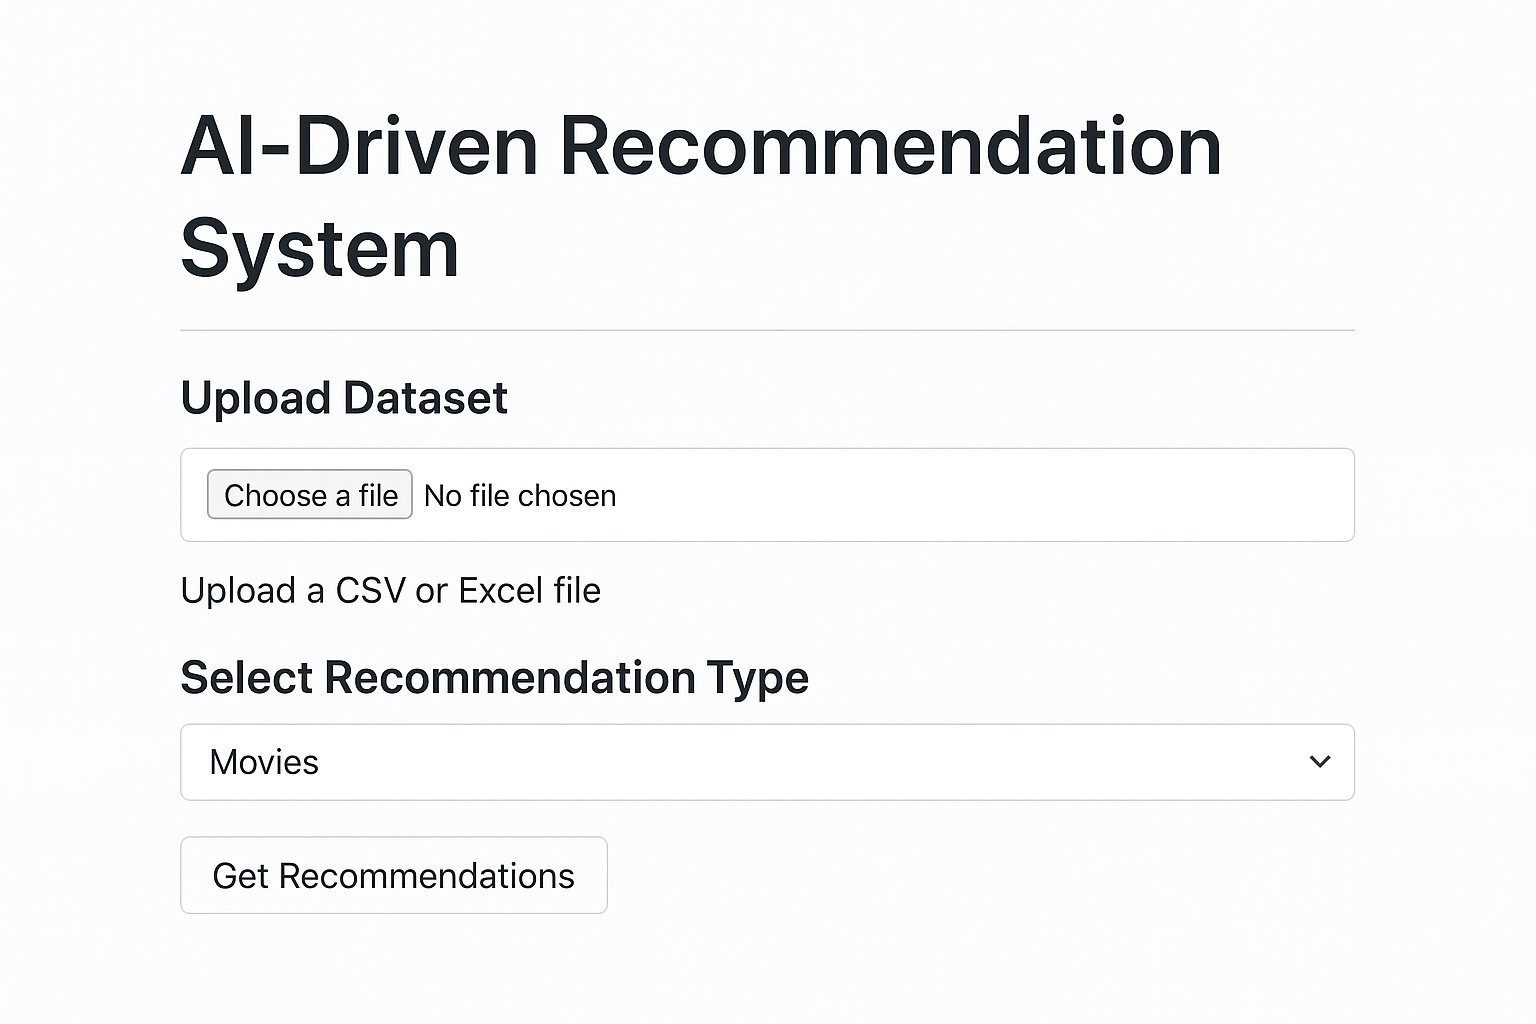 AI-Driven Recommendation
System
Upload Dataset
Choose a file No file chosen
Upload a CSV or Excel file
Select Recommendation Type
Movies
Get Recommendations